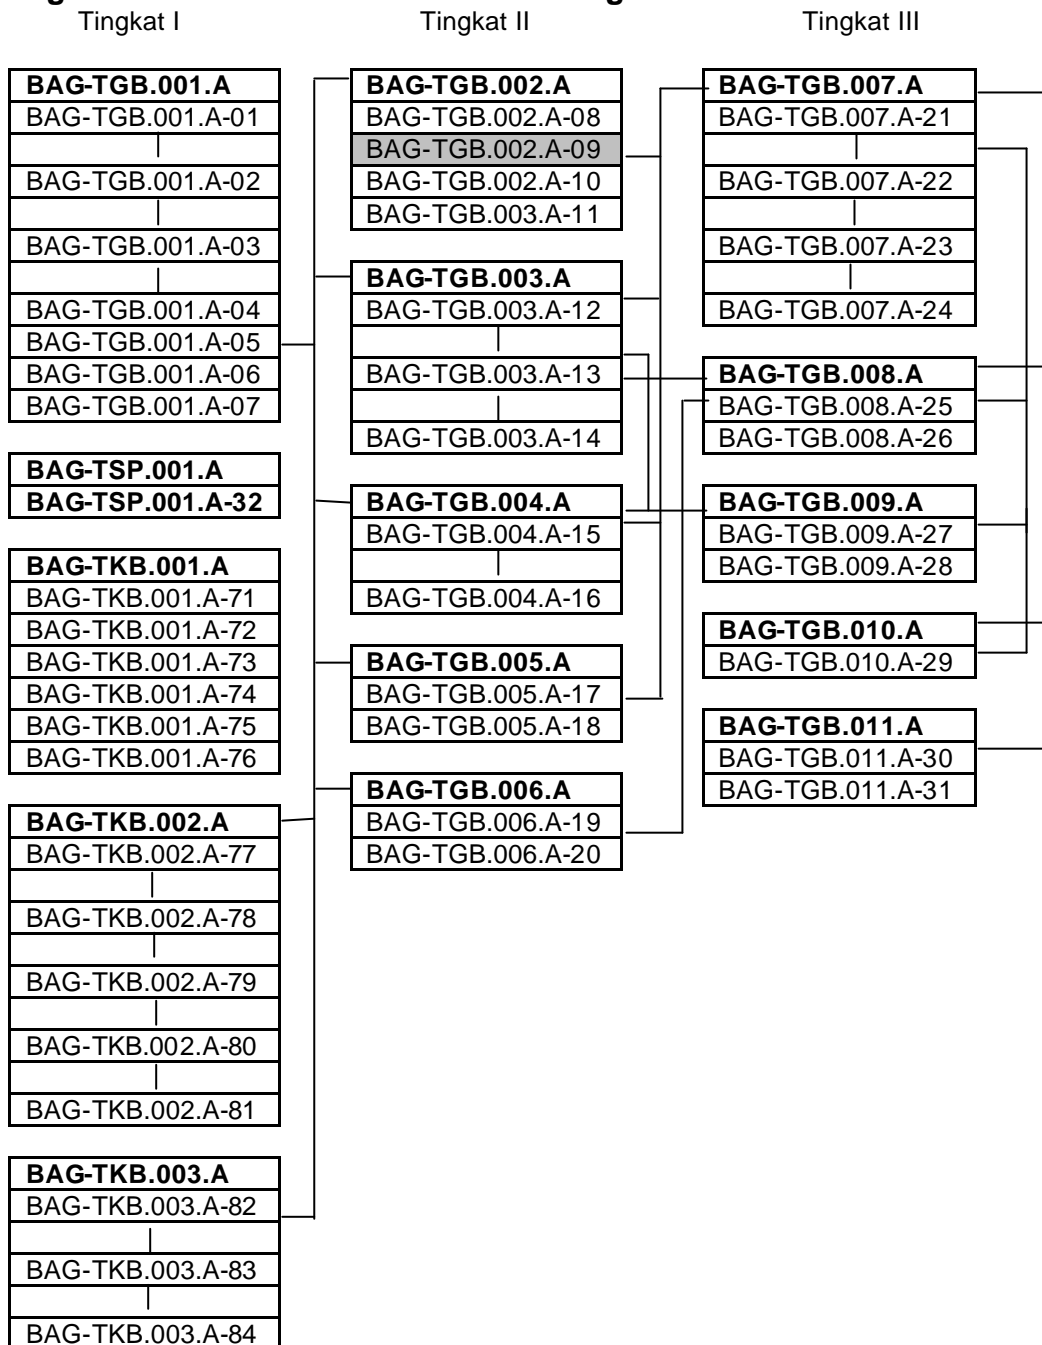 Tingkat I
Tingkat II
Tingkat III
BAG-TGB.001.A
BAG-TGB.001.A-01
BAG-TGB.001.A-02
BAG-TGB.001.A-03
BAG-TGB.001.A-04
BAG-TGB.001.A-05
BAG-TGB.001.A-06
BAG-TGB.001.A-07
BAG-TSP.001.A
BAG-TSP.001.A-32
BAG-TKB.001.A
BAG-TKB.001.A-71
BAG-TKB.001.A-72
BAG-TKB.001.A-73
BAG-TKB.001.A-74
BAG-TKB.001.A-75
BAG-TKB.001.A-76
BAG-TKB.002.A
BAG-TKB.002.A-77
BAG-TKB.002.A-78
BAG-TKB.002.A-79
BAG-TKB.002.A-80
BAG-TKB.002.A-81
BAG-TKB.003.A
BAG-TKB.003.A-82
BAG-TKB.003.A-83
BAG-TKB.003.A-84
BAG-TGB.002.A
BAG-TGB.002.A-08
BAG-TGB.002.A-09
BAG-TGB.002.A-10
BAG-TGB.003.A-11
BAG-TGB.003.A
BAG-TGB.003.A-12
BAG-TGB.003.A-13
BAG-TGB.003.A-14
BAG-TGB.004.A
BAG-TGB.004.A-15
BAG-TGB.004.A-16
BAG-TGB.005.A
BAG-TGB.005.A-17
BAG-TGB.005.A-18
BAG-TGB.006.A
BAG-TGB.006.A-19
BAG-TGB.006.A-20
BAG-TGB.007.A
BAG-TGB.007.A-21
BAG-TGB.007.A-22
BAG-TGB.007.A-23
BAG-TGB.007.A-24
BAG-TGB.008.A
BAG-TGB.008.A-25
BAG-TGB.008.A-26
BAG-TGB.009.A
BAG-TGB.009.A-27
BAG-TGB.009.A-28
BAG-TGB.010.A
BAG-TGB.010.A-29
BAG-TGB.011.A
BAG-TGB.011.A-30
BAG-TGB.011.A-31